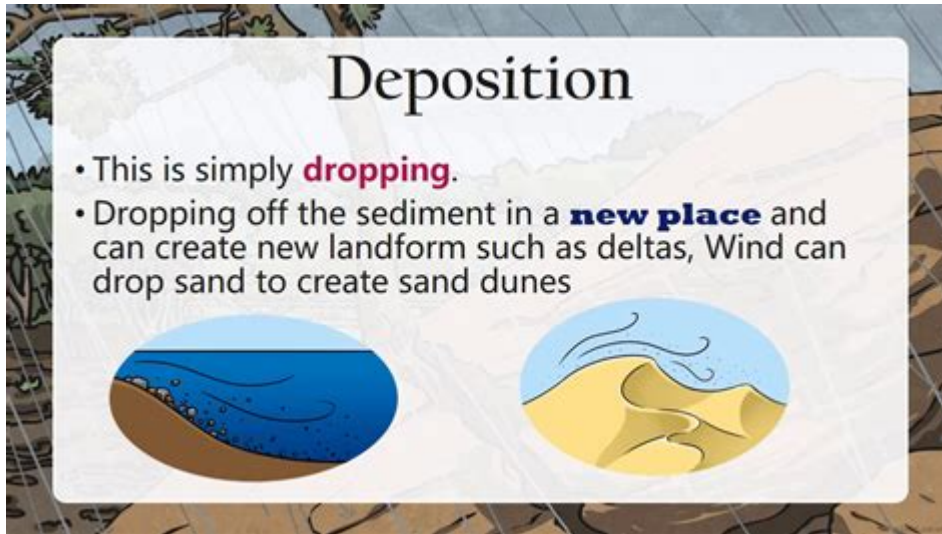 Deposition
• This is simply dropping.
• Dropping off the sediment in a new place and
can create new landform such as deltas, Wind can
drop sand to create sand dunes